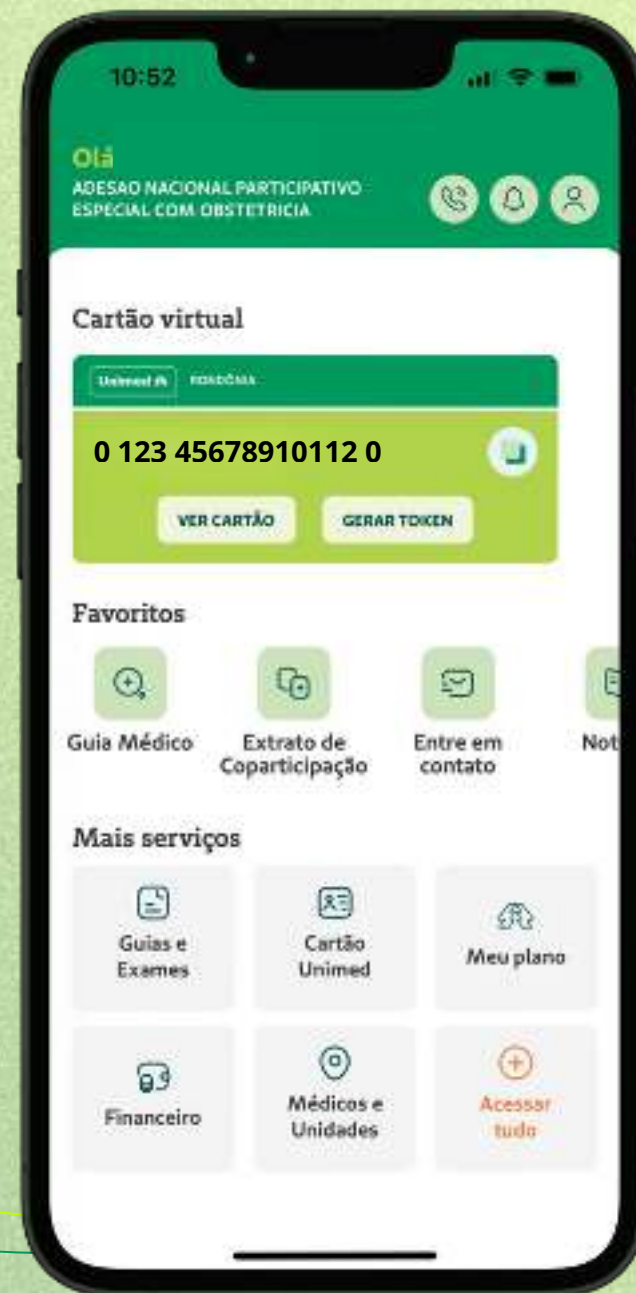 10:52
Olá
ADESAO NACIONAL PARTICIPATIVO
ESPECIAL COM OBSTETRICIA
Cartão virtual
Unimed RONDÔNIA
0 123 45678910112 0
VER CARTÃO GERAR TOKEN
Favoritos
Guia Médico
Extrato de
Coparticipação
Entre em
contato
Not
Mais serviços
Guias e
Exames
Cartão
Unimed
Meu plano
Financeiro
Médicos e
Unidades
Acessar
tudo